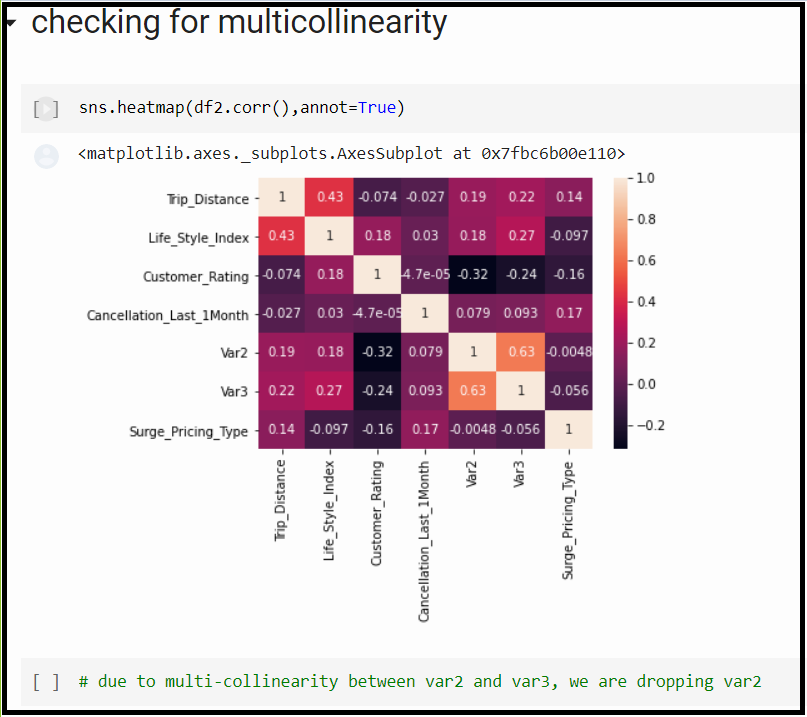 checking for multicollinearity
[ ] sns.heatmap(df2.corr(),annot=True)
<matplotlib.axes._subplots.AxesSubplot at 0x7fbc6b00e110>
Trip_Distance 1 0.43 -0.074 -0.027 0.19 0.22 0.14
Life_Style_Index 0.43 1 0.18 0.03 0.18 0.27 -0.097
Customer_Rating -0.074 0.18 1 -4.7e-05 -0.32 -0.24 -0.16
Cancellation_Last_1Month -0.027 0.03 -4.7e-05 1 0.079 0.093 0.17
Var2 0.19 0.18 -0.32 0.079 1 0.63 -0.0048
Var3 0.22 0.27 -0.24 0.093 0.63 1 -0.056
Surge_Pricing_Type 0.14 -0.097 -0.16 0.17 -0.0048 -0.056 1
Trip_Distance
Life_Style_Index
Customer_Rating
Cancellation_Last_1Month
Var2
Var3
Surge_Pricing_Type
1.0
0.8
0.6
0.4
0.2
0.0
−0.2
[ ] # due to multi-collinearity between var2 and var3, we are dropping var2